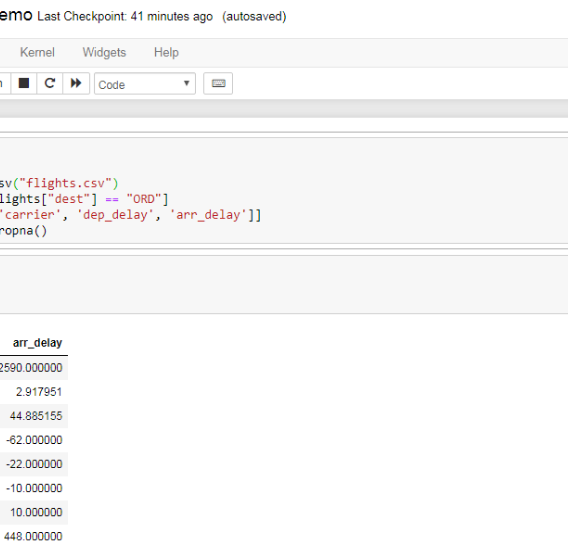 emo Last Checkpoint: 41 minutes ago (autosaved)
Kernel Widgets Help
Code
sv("flights.csv")
lights["dest"] == "ORD"]
'carrier', 'dep_delay', 'arr_delay']]
ropna()
arr_delay
2590.000000
2.917951
44.885155
-62.000000
-22.000000
-10.000000
10.000000
448.000000